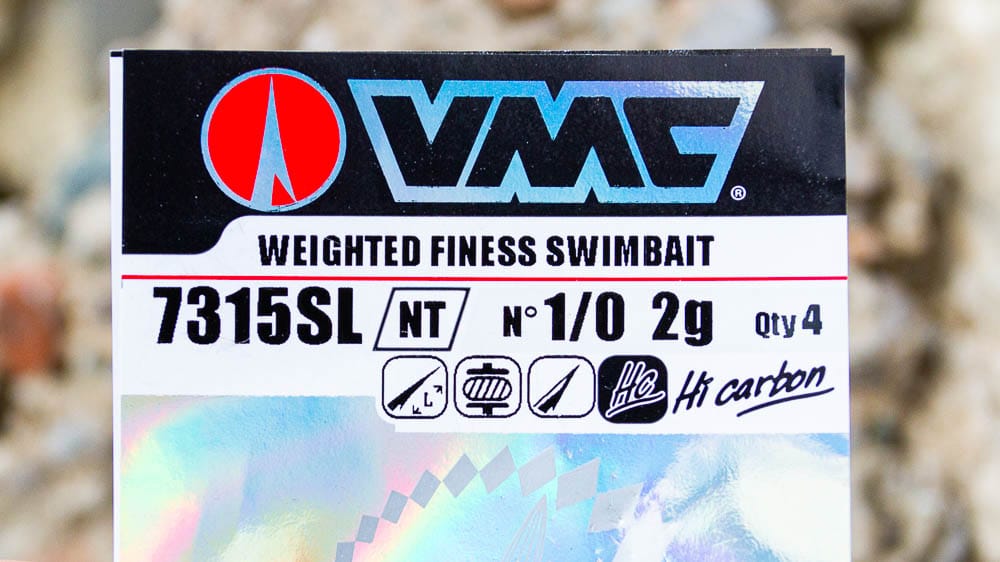 VMC®
WEIGHTED FINESS SWIMBAIT
7315SL NT N° 1/0 2g Qty 4
L HC Hi carbon